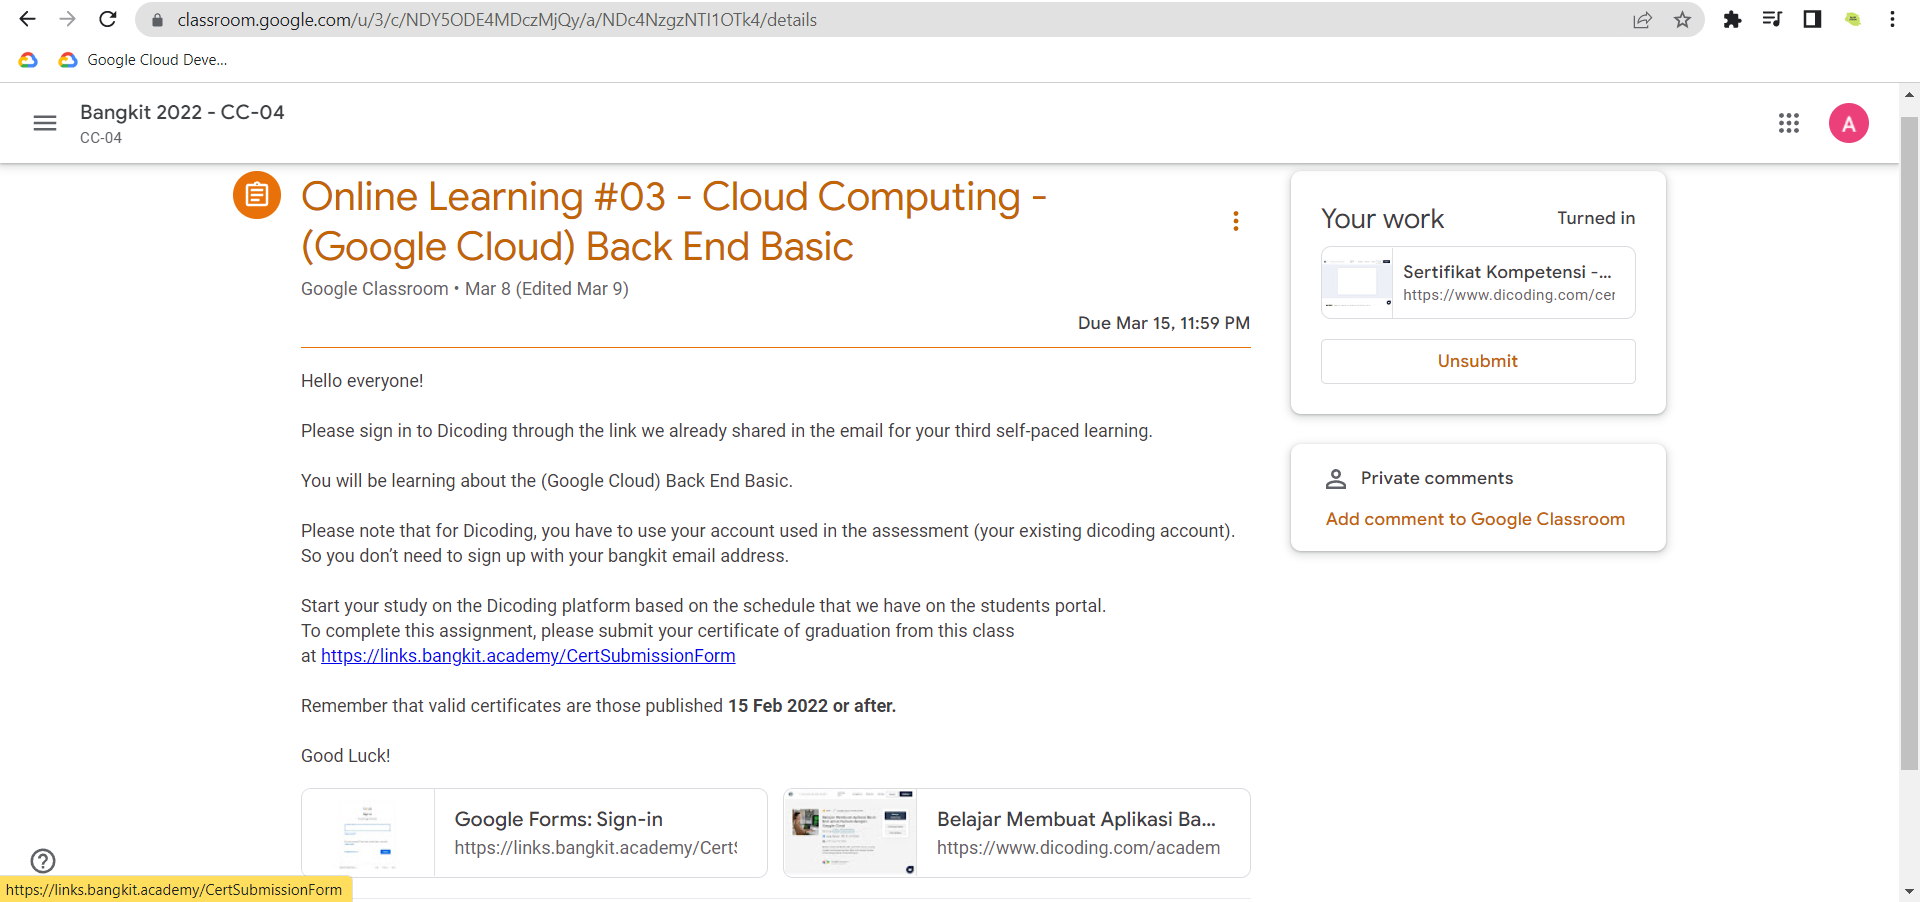 classroom.google.com/u/3/c/NDY5ODE4MDczMjQy/a/NDc4NzgzNTI1OTk4/details
Google Cloud Deve...
Bangkit 2022 - CC-04
CC-04
A
Online Learning #03 - Cloud Computing -
(Google Cloud) Back End Basic
Google Classroom • Mar 8 (Edited Mar 9)
Due Mar 15, 11:59 PM
Hello everyone!
Please sign in to Dicoding through the link we already shared in the email for your third self-paced learning.
You will be learning about the (Google Cloud) Back End Basic.
Please note that for Dicoding, you have to use your account used in the assessment (your existing dicoding account).
So you don’t need to sign up with your bangkit email address.
Start your study on the Dicoding platform based on the schedule that we have on the students portal.
To complete this assignment, please submit your certificate of graduation from this class
at https://links.bangkit.academy/CertSubmissionForm
Remember that valid certificates are those published 15 Feb 2022 or after.
Good Luck!
Google Forms: Sign-in
https://links.bangkit.academy/Cert
Belajar Membuat Aplikasi Ba...
https://www.dicoding.com/academ
Your work
Turned in
Sertifikat Kompetensi -...
https://www.dicoding.com/cer
Unsubmit
Private comments
Add comment to Google Classroom
https://links.bangkit.academy/CertSubmissionForm